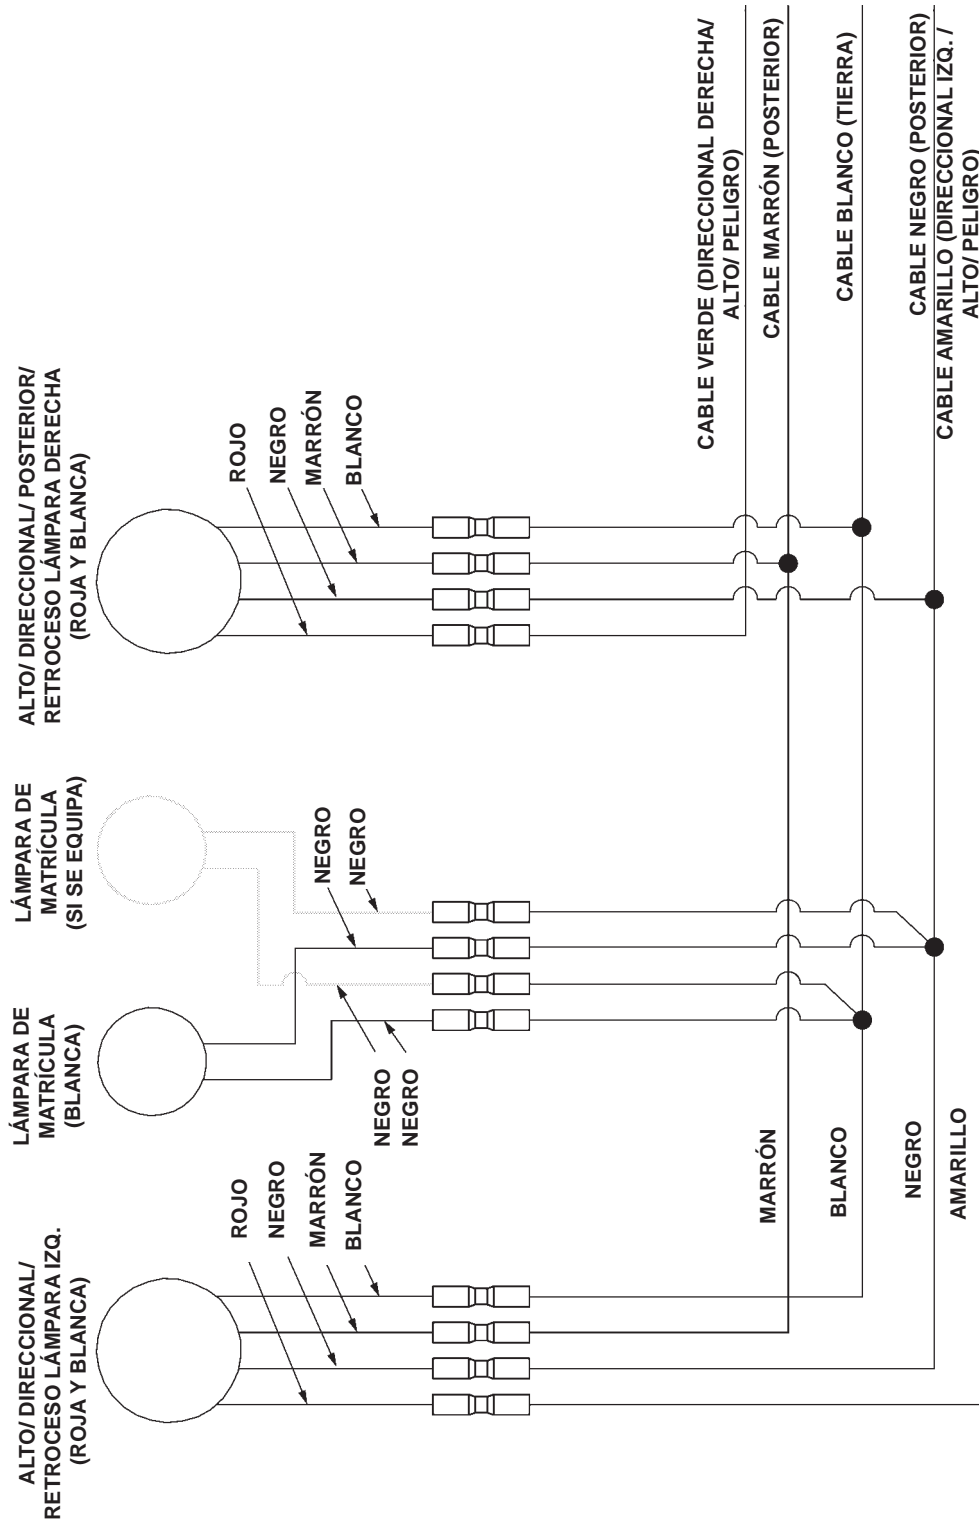 ALTO/ DIRECCIONAL/
RETROCESO LÁMPARA IZQ.
(ROJA Y BLANCA)
LÁMPARA DE
MATRÍCULA
(BLANCA)
LÁMPARA DE
MATRÍCULA
(SI SE EQUIPA)
ALTO/ DIRECCIONAL/ POSTERIOR/
RETROCESO LÁMPARA DERECHA
(ROJA Y BLANCA)
ROJO
NEGRO
MARRÓN
BLANCO
NEGRO
NEGRO
NEGRO
NEGRO
ROJO
NEGRO
MARRÓN
BLANCO
CABLE VERDE (DIRECCIONAL DERECHA/
ALTO/ PELIGRO)
CABLE MARRÓN (POSTERIOR)
CABLE BLANCO (TIERRA)
CABLE NEGRO (POSTERIOR)
CABLE AMARILLO (DIRECCIONAL IZQ. /
ALTO/ PELIGRO)
MARRÓN
BLANCO
NEGRO
AMARILLO